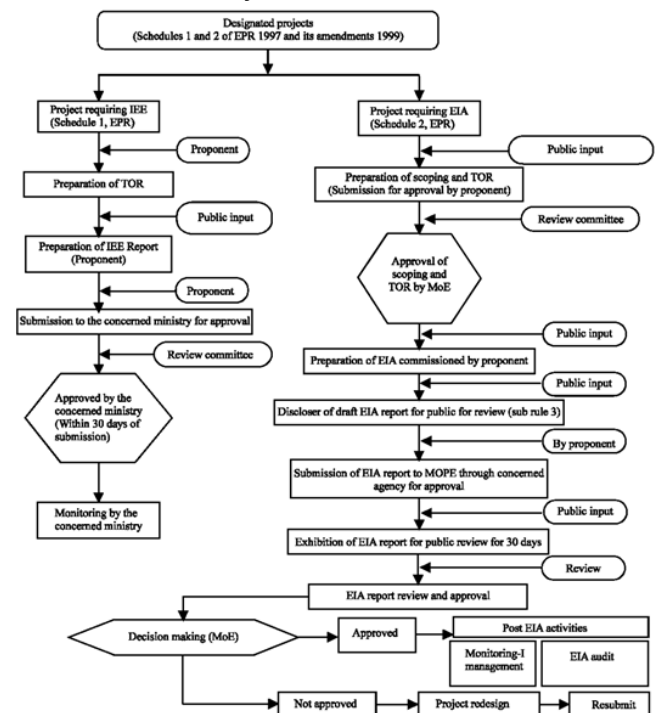 Designated projects
(Schedules 1 and 2 of EPR 1997 and its amendments 1999)
Project requiring IEE
(Schedule 1, EPR)
Proponent
Preparation of TOR
Public input
Preparation of IEE Report
(Proponent)
Proponent
Submission to the concerned ministry for approval
Review committee
Approved by the
concerned ministry
(Within 30 days of
submission)
Monitoring by the
concerned ministry
Project requiring EIA
(Schedule 2, EPR)
Public input
Preparation of scoping and TOR
(Submission for approval by proponent)
Review committee
Approval of
scoping and
TOR by MoE
Public input
Preparation of EIA commissioned by proponent
Public input
Discloser of draft EIA report for public for review (sub rule 3)
By proponent
Submission of EIA report to MOPE through concerned
agency for approval
Public input
Exhibition of EIA report for public review for 30 days
Review
EIA report review and approval
Decision making (MoE)
Approved
Post EIA activities
Monitoring-I
management
EIA audit
Not approved
Project redesign
Resubmit